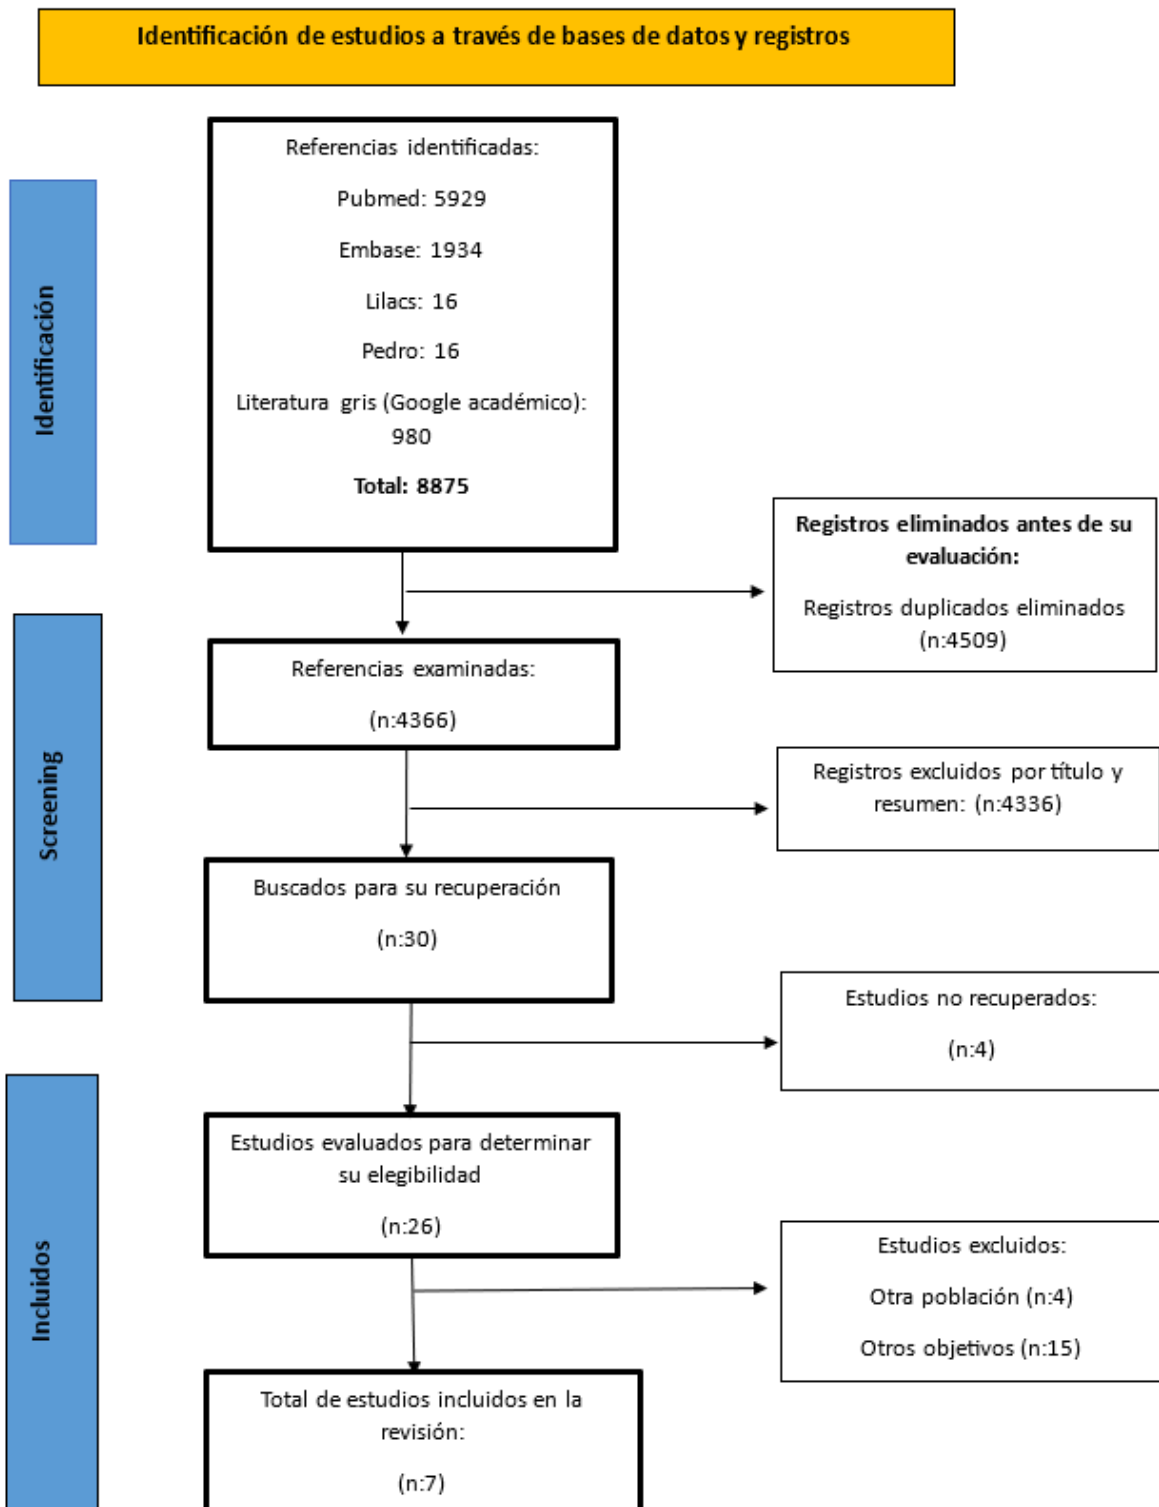 Identificación de estudios a través de bases de datos y registros
Identificación
Referencias identificadas:
Pubmed: 5929
Embase: 1934
Lilacs: 16
Pedro: 16
Literatura gris (Google académico):
980
Total: 8875
Registros eliminados antes de su
evaluación:
Registros duplicados eliminados
(n:4509)
Screening
Referencias examinadas:
(n:4366)
Registros excluidos por título y
resumen: (n:4336)
Buscados para su recuperación
(n:30)
Estudios no recuperados:
(n:4)
Incluidos
Estudios evaluados para determinar
su elegibilidad
(n:26)
Estudios excluidos:
Otra población (n:4)
Otros objetivos (n:15)
Total de estudios incluidos en la
revisión:
(n:7)